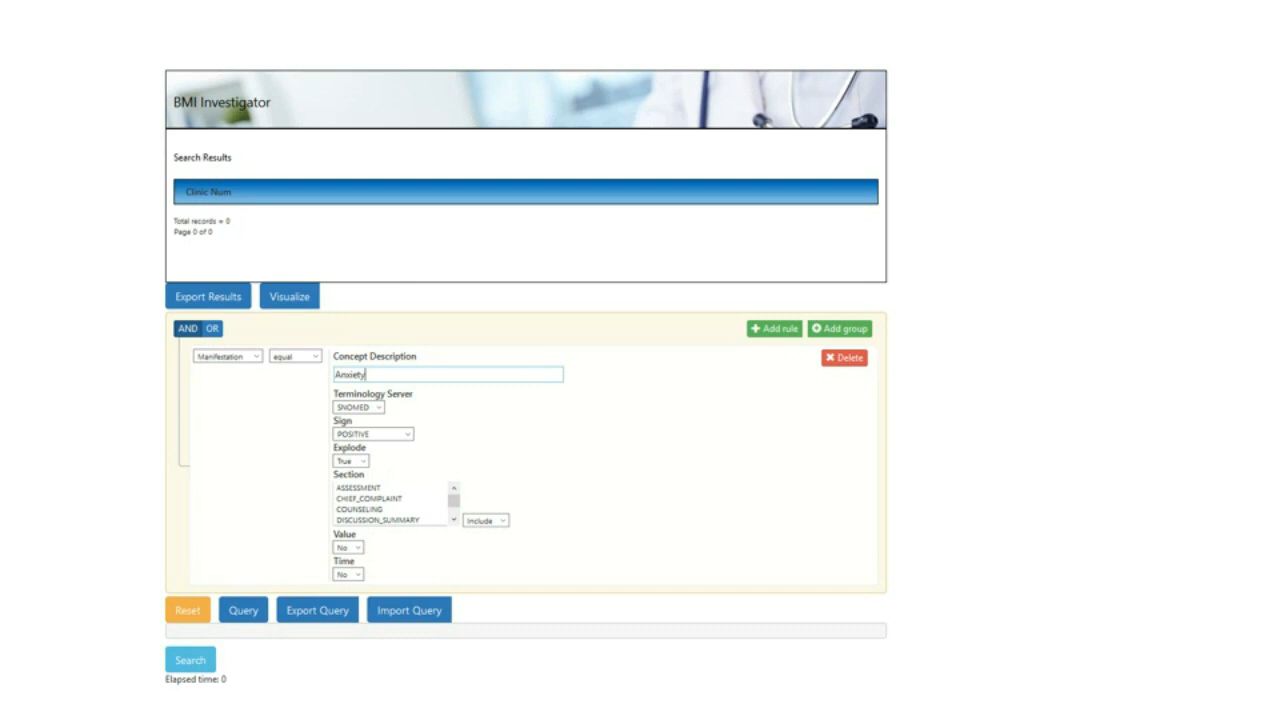 BMI Investigator
Search Results
Clinic Num
Total records = 0
Page 0 of 0
Export Results Visualize
AND OR Add rule Add group
Manifestation equal Concept Description Delete
Anxiety
Terminology Server
SNOMED
Sign
POSITIVE
Explode
True
Section
ASSESSMENT
CHIEF_COMPLAINT
COUNSELING
DISCUSSION_SUMMARY Include
Value
No
Time
No
Reset Query Export Query Import Query
Search
Elapsed time: 0